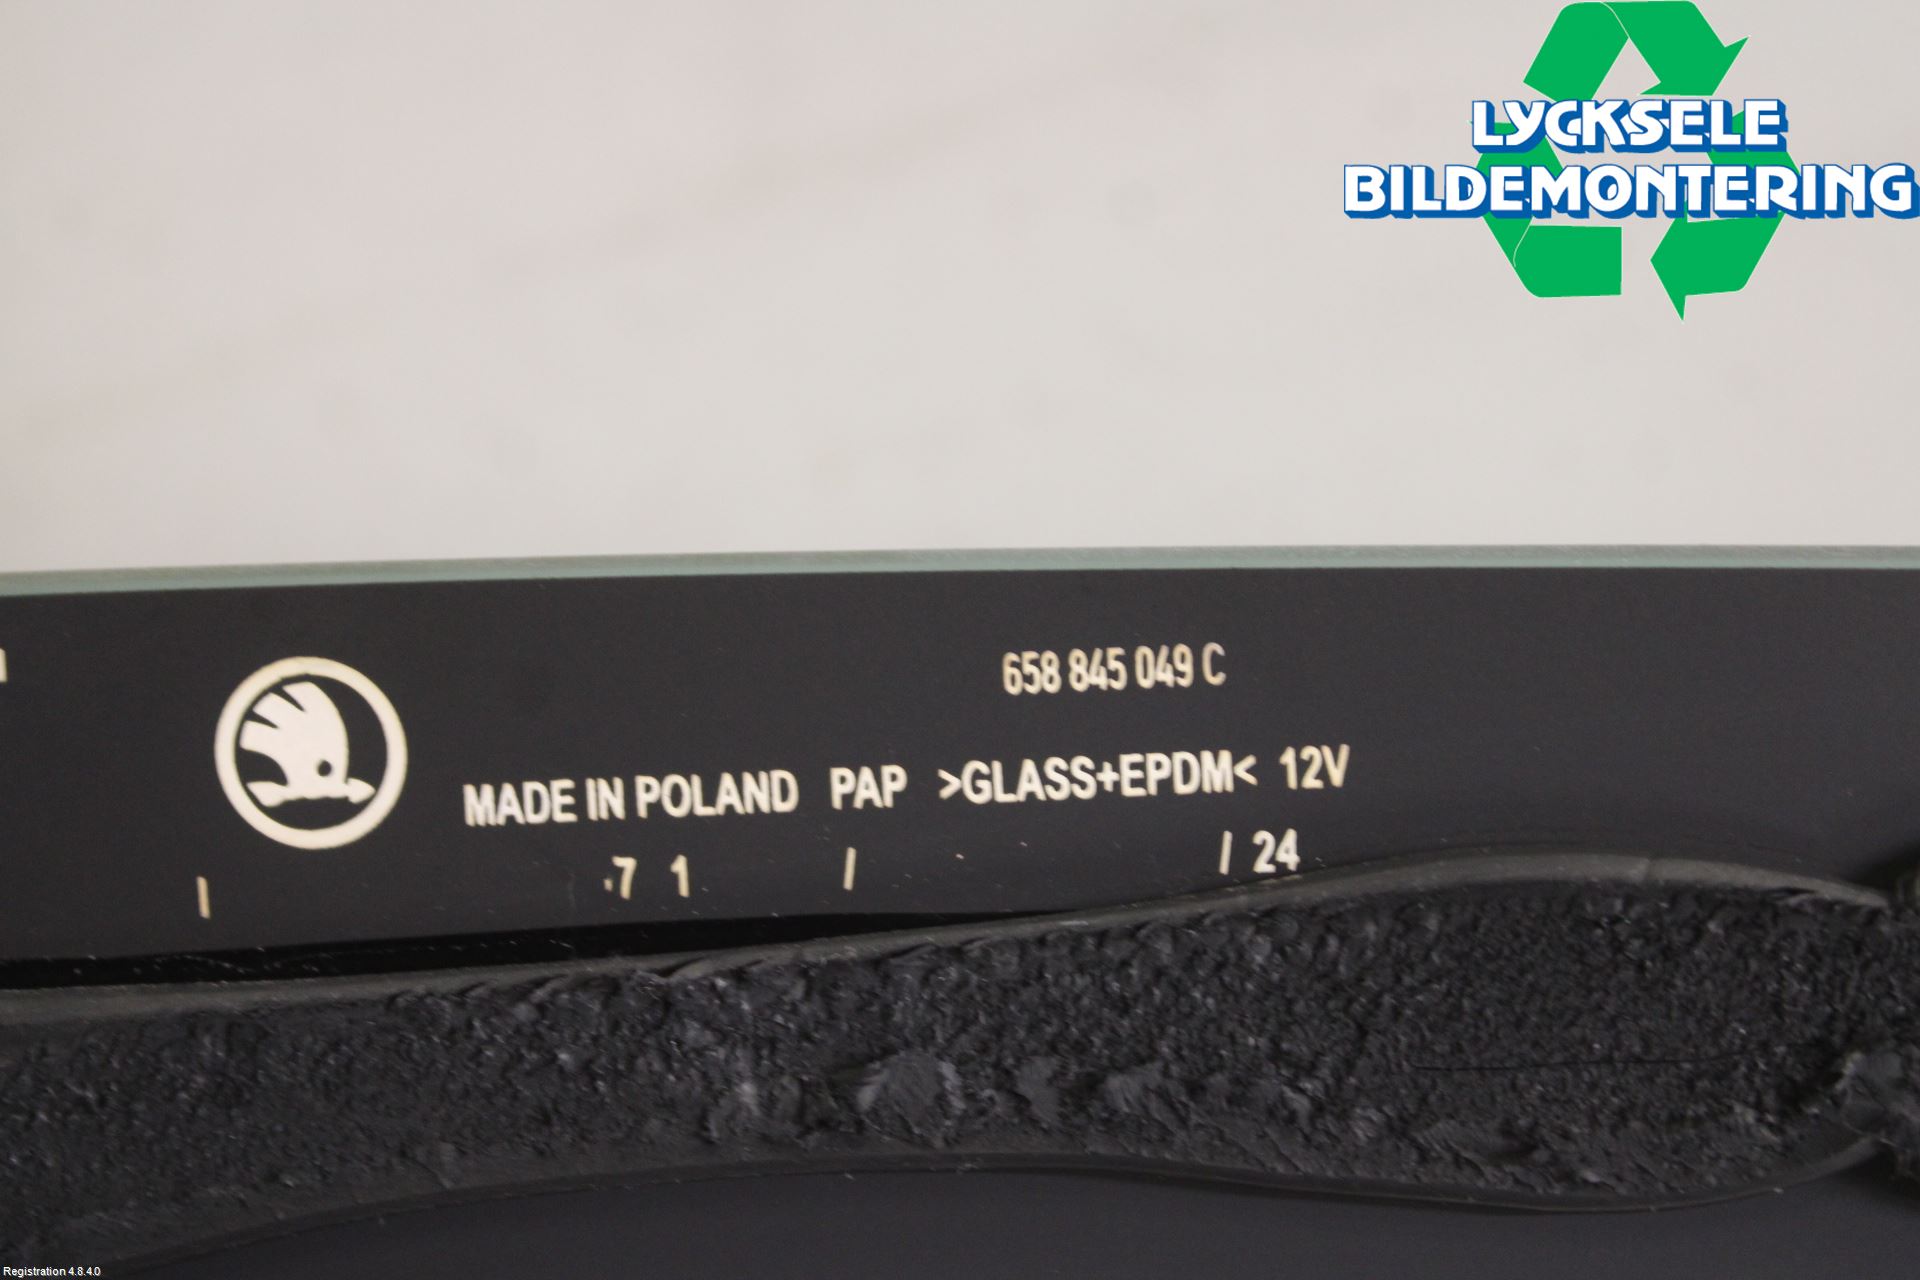 LYCKSELE
BILDEMONTERING
658 845 049 C
MADE IN POLAND PAP >GLASS+EPDM< 12V
7 1 / / 24
Registration 4.8.4.0